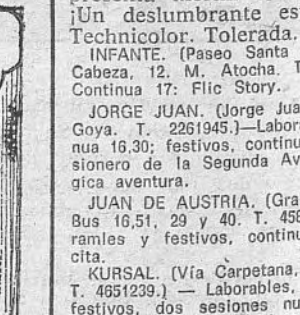 ¡Un deslumbrante es
Technicolor. Tolerada.
INFANTE. (Paseo Santa
Cabeza, 12. M. Atocha. T
Continua 17: Flic Story.
JORGE JUAN. (Jorge Jua
Goya. T. 2261945.)—Labor
nua 16,30; festivos, continu
sionero de la Segunda Av
gica aventura.
JUAN DE AUSTRIA. (Gra
Bus 16,51, 29 y 40. T. 458
ramles y festivos, continu
cita.
KURSAL. (Vía Carpetana,
T. 4651239.) — Laborables,
festivos, dos sesiones nu